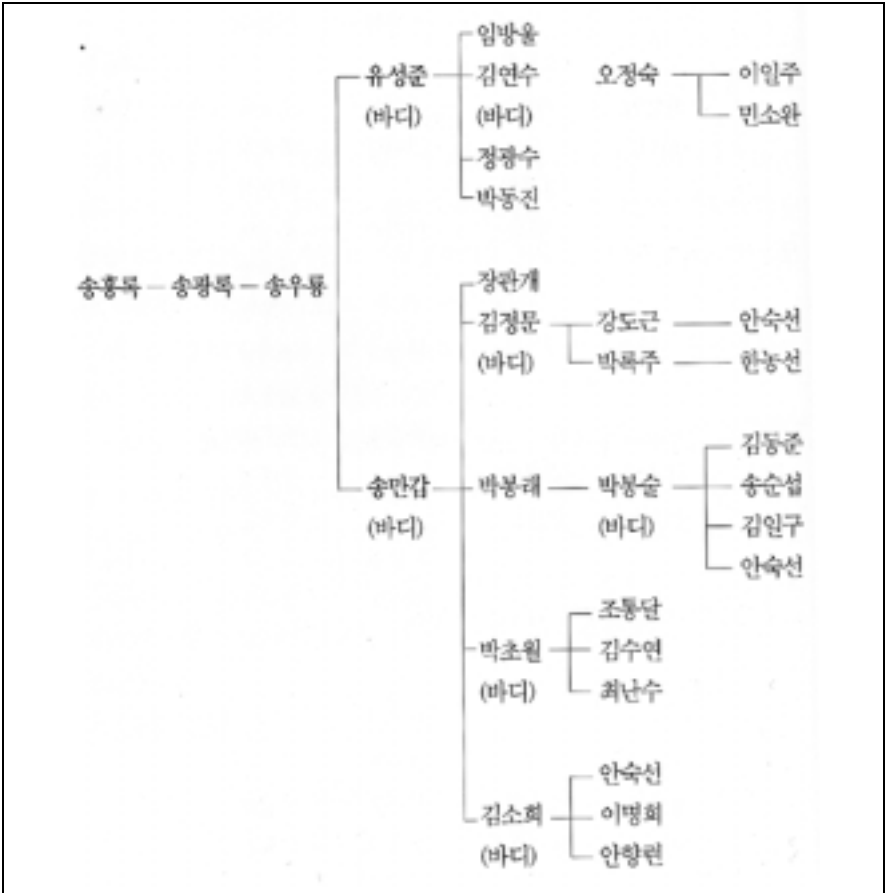 임방울
유성준 김연수 오정숙 이일주
(바디) (바디) 민소완
정광수
박동진
송흥록 송광록 송우룡
장판개
김정문 강도근 안숙선
(바디) 박록주 한농선
김동준
송만갑 박봉래 박봉술 송순섭
(바디) (바디) 김일구
안숙선
조통달
박초월 김수연
(바디) 최난수
안숙선
김소희 이명희
(바디) 안향련